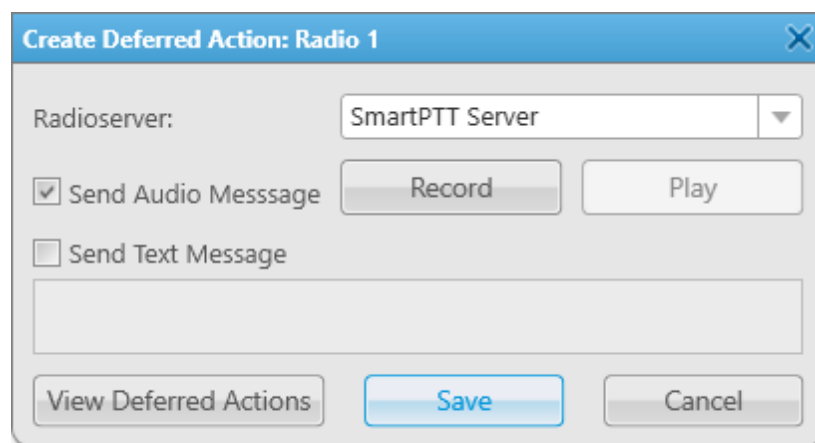 Create Deferred Action: Radio 1
Radioserver: SmartPTT Server
Send Audio Messsage Record Play
Send Text Message
View Deferred Actions Save Cancel